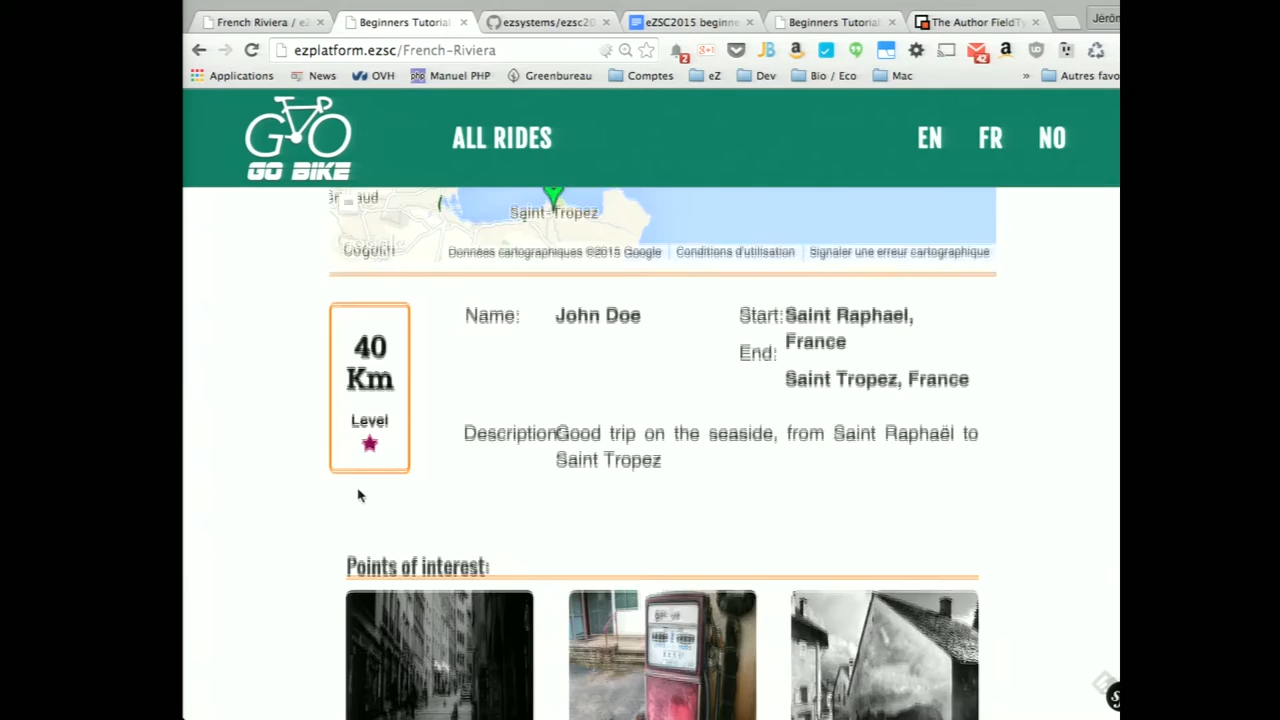 French Riviera / eZ
Beginners Tutorial
ezsystems/ezsc20
eZSC2015 beginne
Beginners Tutorial
The Author FieldTy
Jérôm
ezplatform.ezsc/French-Riviera
Applications
News
OVH
Manuel PHP
Greenbureau
Comptes
eZ
Dev
Bio / Eco
Mac
»
Autres favo
GO BIKE
ALL RIDES
EN FR NO
Saint-Tropez
Cogolin
Données cartographiques ©2015 Google
Conditions d'utilisation
Signaler une erreur cartographique
40
Km
Level
Name: John Doe
Start: Saint Raphael,
France
End:
Saint Tropez, France
Description Good trip on the seaside, from Saint Raphaël to
Saint Tropez
Points of interest: